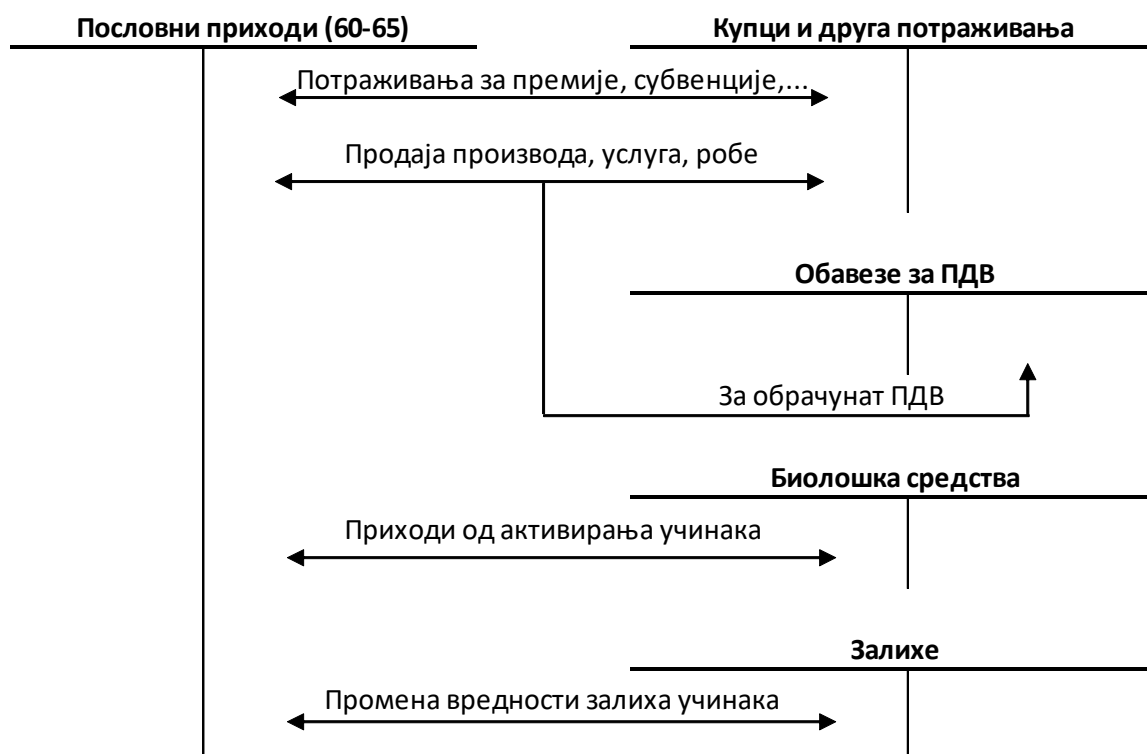 Пословни приходи (60-65)
Купци и друга потраживања
Потраживања за премије, субвенције,...
Продаја производа, услуга, робе
Обавезе за ПДВ
За обрачунат ПДВ
Биолошка средства
Приходи од активирања учинака
Залихе
Промена вредности залиха учинака